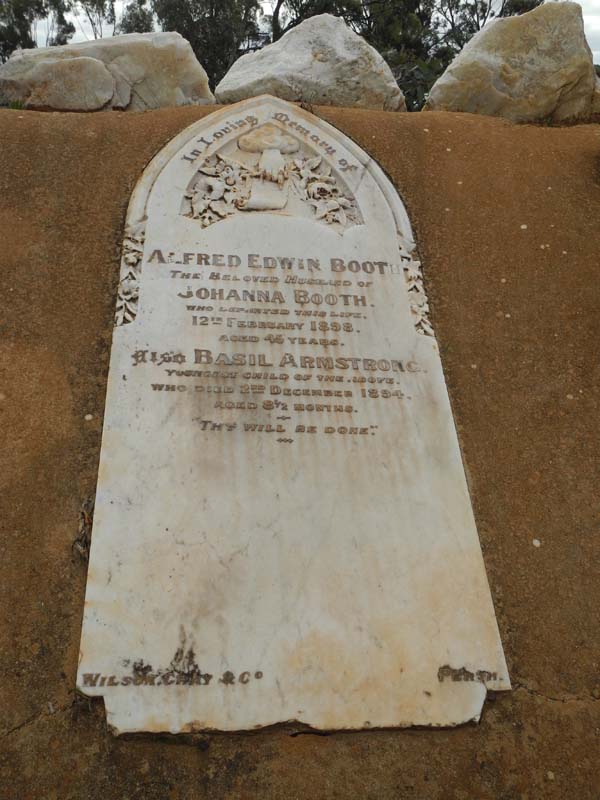 In Loving Memory of
ALFRED EDWIN BOOTH
THE BELOVED HUSBAND OF
JOHANNA BOOTH.
WHO DEPARTED THIS LIFE,
12TH FEBRUARY 1898.
AGED 45 YEARS.
Also BASIL ARMSTRONG.
YOUNGEST CHILD OF THE ABOVE.
WHO DIED 2ND DECEMBER 1894.
AGED 8½ MONTHS.
"THY WILL BE DONE."
WILSON, GRAY & Co PERTH.